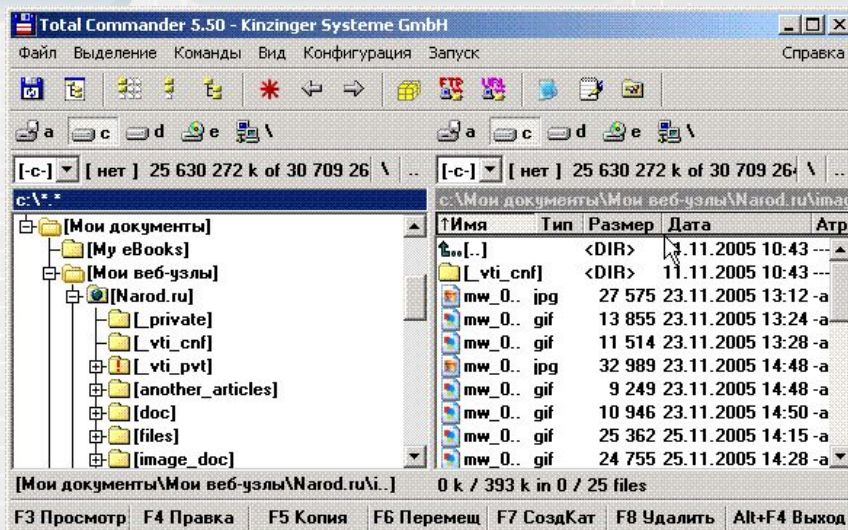 Total Commander 5.50 - Kinzinger Systeme GmbH
Файл Выделение Команды Вид Конфигурация Запуск Справка
a c d e \ a c d e \
[-c-] [ нет ] 25 630 272 k of 30 709 26 \ .. [-c-] [ нет ] 25 630 272 k of 30 709 26 \ ..
c:\*.* c:\Мои документы\Мои веб-узлы\Narod.ru\imag
[Мои документы] ↑Имя Тип Размер Дата Атр
[My eBooks] [..] <DIR> .11.2005 10:43 ---
[Мои веб-узлы] [_vti_cnf] <DIR> 11.11.2005 10:43 ---
[Narod.ru] mw_0.. jpg 27 575 23.11.2005 13:12 -a
[_private] mw_0.. gif 13 855 23.11.2005 13:24 -a
[_vti_cnf] mw_0.. gif 11 514 23.11.2005 13:28 -a
[_vti_pvt] mw_0.. jpg 32 989 23.11.2005 14:48 -a
[another_articles] mw_0.. gif 9 249 23.11.2005 14:48 -a
[doc] mw_0.. gif 10 946 23.11.2005 14:50 -a
[files] mw_0.. gif 25 362 25.11.2005 14:15 -a
[image_doc] mw_0.. gif 24 755 25.11.2005 14:28 -a
[Мои документы\Мои веб-узлы\Narod.ru\i..] 0 k / 393 k in 0 / 25 files
F3 Просмотр F4 Правка F5 Копия F6 Перемещ F7 СоздКат F8 Удалить Alt+F4 Выход